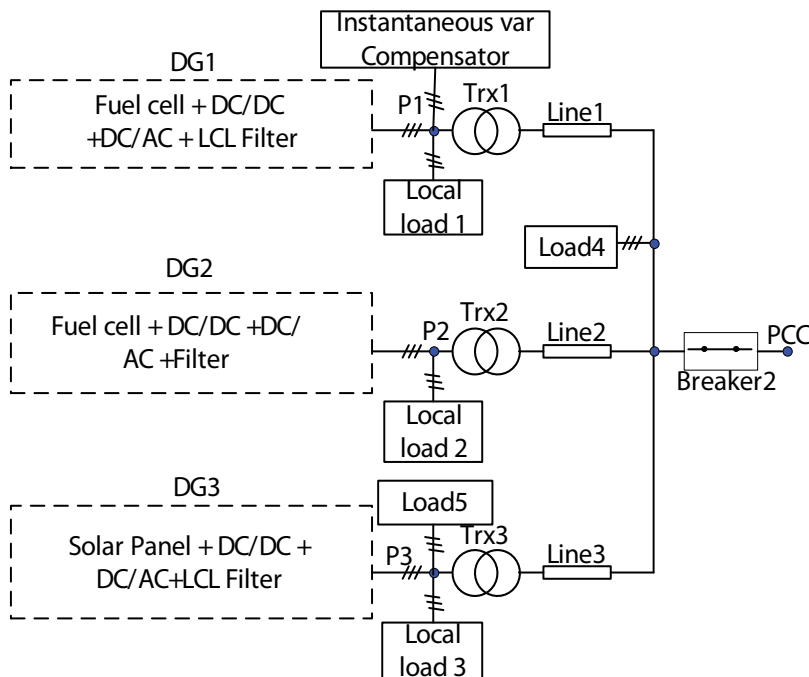 Instantaneous var
Compensator
DG1
Fuel cell + DC/DC
+DC/AC + LCL Filter
P1
Trx1
Line1
Local
load 1
Load4
DG2
Fuel cell + DC/DC +DC/
AC +Filter
P2
Trx2
Line2
PCC
Breaker2
Local
load 2
DG3
Load5
Solar Panel + DC/DC +
DC/AC+LCL Filter
P3
Trx3
Line3
Local
load 3